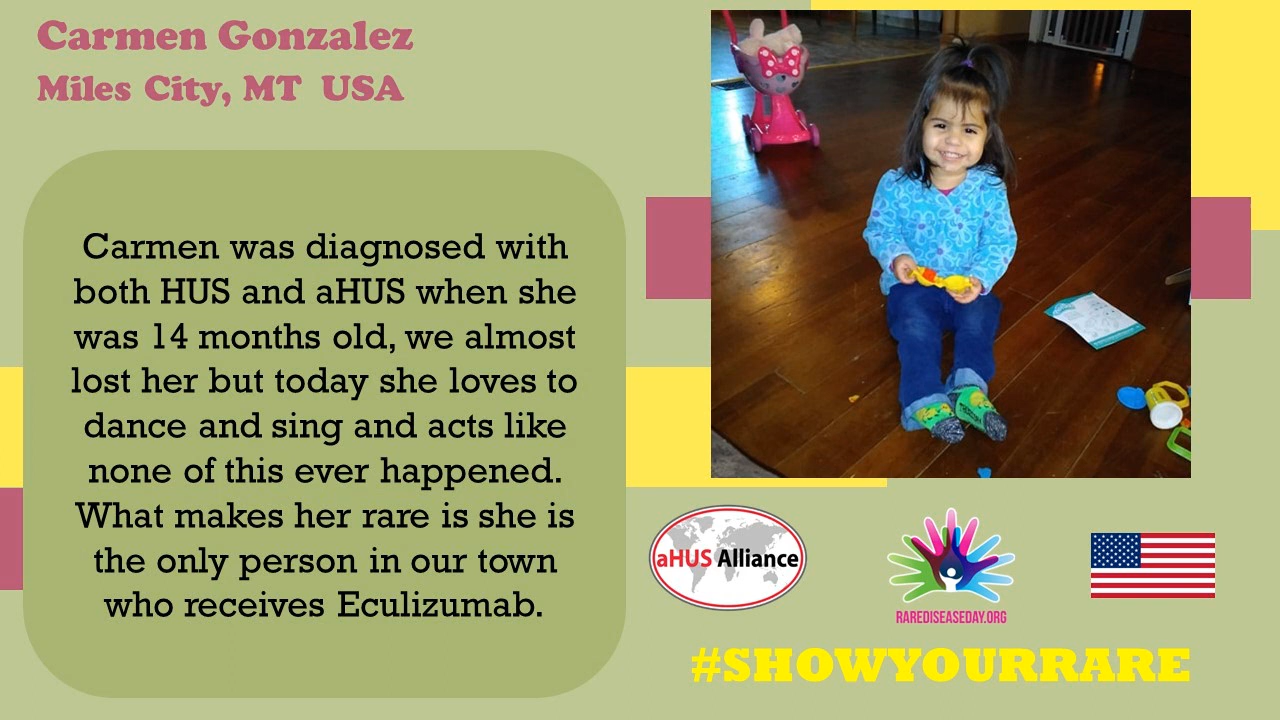 Carmen Gonzalez
Miles City, MT USA
Carmen was diagnosed with
both HUS and aHUS when she
was 14 months old, we almost
lost her but today she loves to
dance and sing and acts like
none of this ever happened.
What makes her rare is she is
the only person in our town
who receives Eculizumab.
aHUS Alliance
RAREDISEASEDAY.ORG
#SHOWYOURRARE